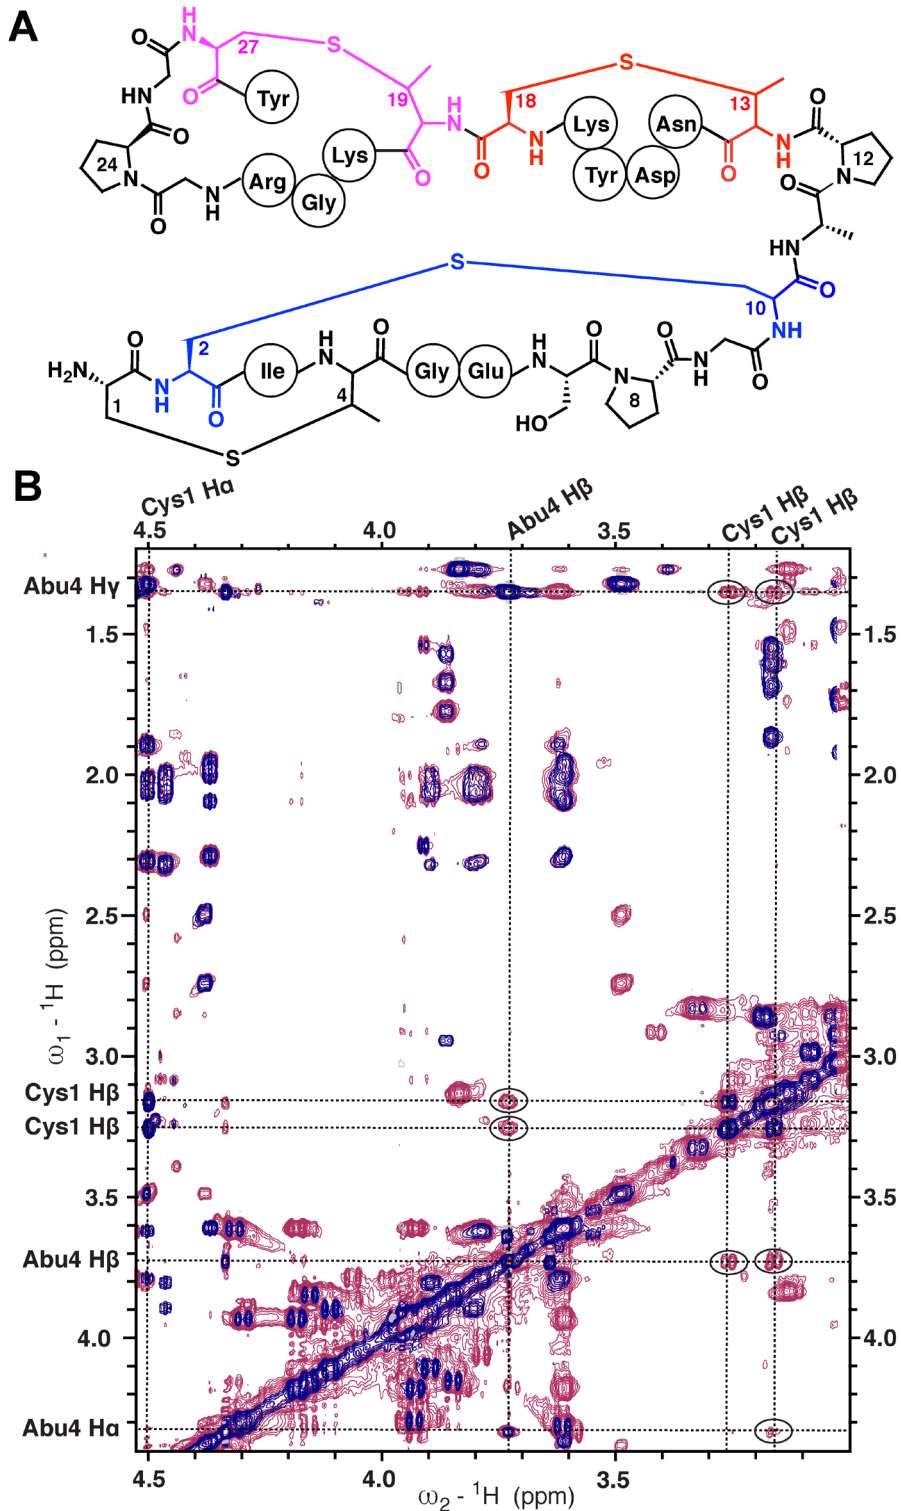 A
H
N
27
S
O
O
Tyr
HN
O
24
N
O
N
H
Arg
Gly
Lys
19
O
N
H
O
18
N
H
S
Lys
Tyr
Asp
Asn
13
O
N
H
O
12
N
O
HN
10
O
NH
S
H2N
1
O
N
H
2
O
Ile
H
N
4
O
Gly
Glu
H
N
HO
O
N
8
O
N
H
O
S
B
Cys1 Hα
Abu4 Hβ
Cys1 Hβ
Cys1 Hβ
4.5
4.0
3.5
Abu4 Hγ
1.5
1.5
2.0
2.0
2.5
2.5
ω1 - 1H (ppm)
3.0
3.0
Cys1 Hβ
Cys1 Hβ
3.5
3.5
Abu4 Hβ
4.0
4.0
Abu4 Hα
4.5
4.0
3.5
ω2 - 1H (ppm)